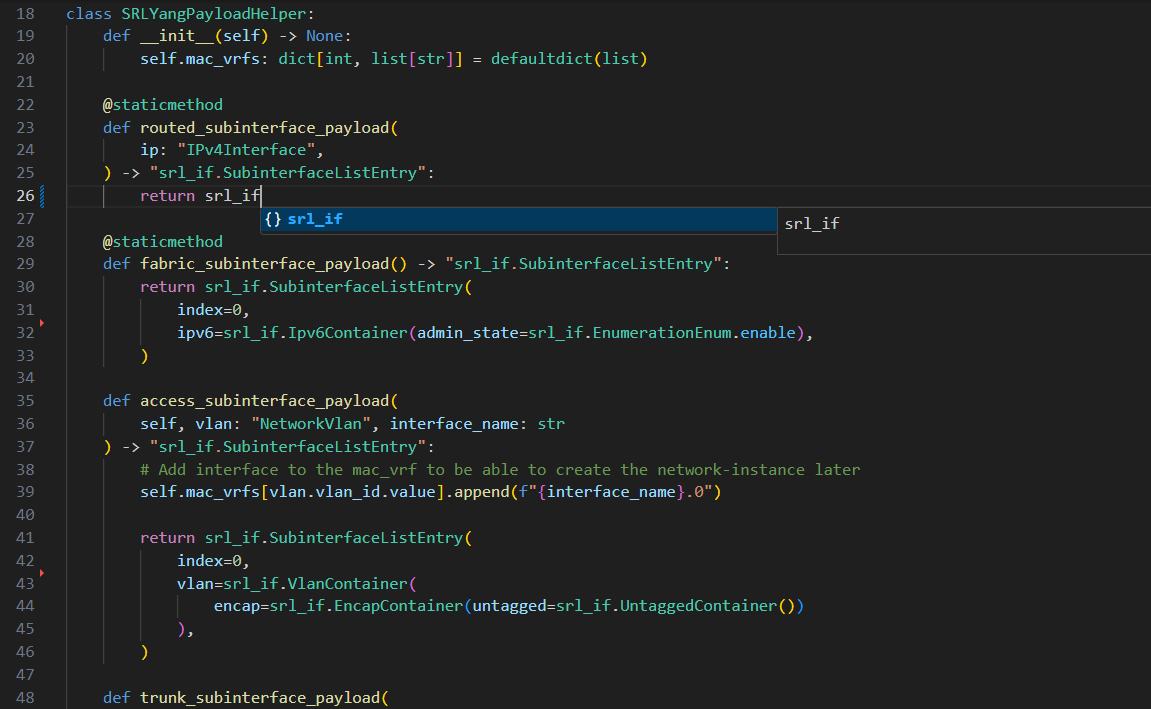 18 class SRLYangPayloadHelper:
19     def __init__(self) -> None:
20         self.mac_vrfs: dict[int, list[str]] = defaultdict(list)
21
22     @staticmethod
23     def routed_subinterface_payload(
24         ip: "IPv4Interface",
25     ) -> "srl_if.SubinterfaceListEntry":
26         return srl_if
27 {} srl_if srl_if
28     @staticmethod
29     def fabric_subinterface_payload() -> "srl_if.SubinterfaceListEntry":
30         return srl_if.SubinterfaceListEntry(
31             index=0,
32             ipv6=srl_if.Ipv6Container(admin_state=srl_if.EnumerationEnum.enable),
33         )
34
35     def access_subinterface_payload(
36         self, vlan: "NetworkVlan", interface_name: str
37     ) -> "srl_if.SubinterfaceListEntry":
38         # Add interface to the mac_vrf to be able to create the network-instance later
39         self.mac_vrfs[vlan.vlan_id.value].append(f"{interface_name}.0")
40
41         return srl_if.SubinterfaceListEntry(
42             index=0,
43             vlan=srl_if.VlanContainer(
44                 encap=srl_if.EncapContainer(untagged=srl_if.UntaggedContainer())
45             ),
46         )
47
48     def trunk_subinterface_payload(